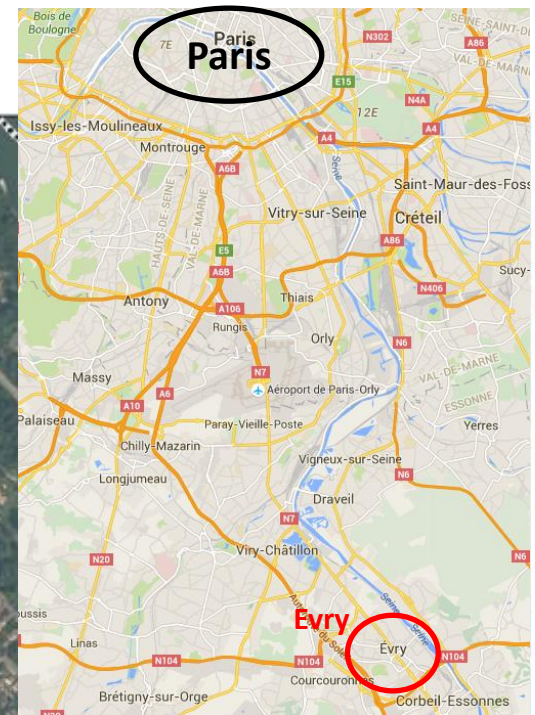 Bois de
Boulogne
7E
Paris
Paris
N302
SEINE-SAINT-D
A86
VAL-DE-MARN
E15
N4A
12E
A4
A4
Issy-les-Moulineaux
Montrouge
Seine
A6B
Saint-Maur-des-Foss
HAUTS-DE-SEINE
VAL-DE-MARNE
Vitry-sur-Seine
Créteil
A86
E5
A6B
Sucy-
N406
Antony
A106
Thiais
Rungis
Orly
N6
N7
VAL-DE-MARNE
ESSONNE
Massy
Aéroport de Paris-Orly
A6
A10
Palaiseau
Paray-Vieille-Poste
Yerres
Chilly-Mazarin
Vigneux-sur-Seine
Longjumeau
N6
Draveil
N7
Viry-Châtillon
N20
N6
Seine
Seine
Evry
Linas
Évry
N104
N104
N104
Courcouronnes
Brétigny-sur-Orge
Corbeil-Essonnes